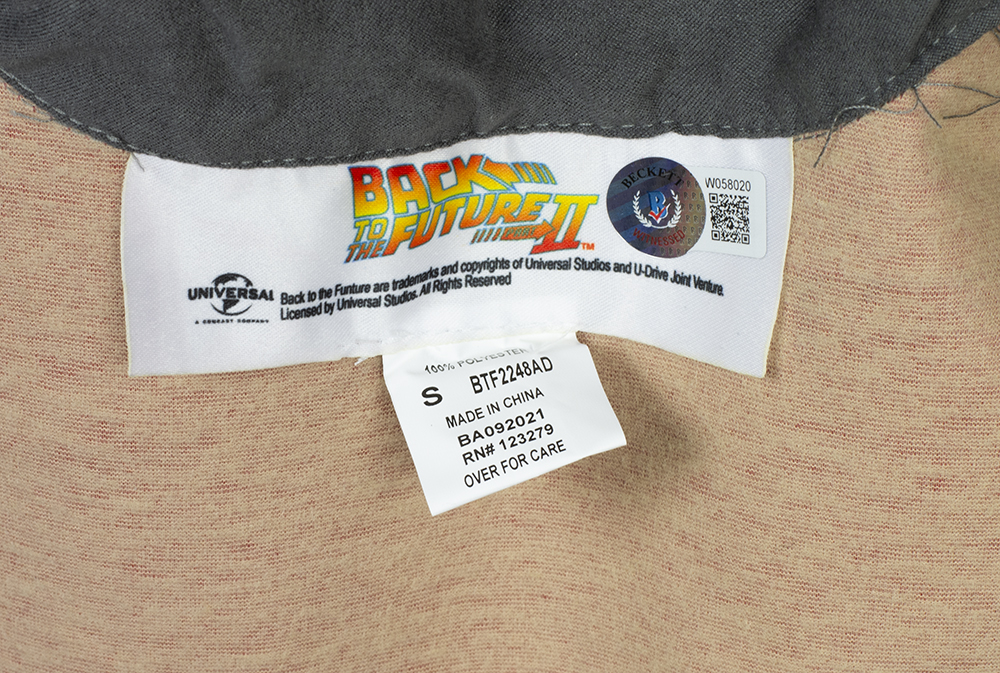 BACK
TO THE FUTURE II TM
BECKETT
WITNESSED
W058020
UNIVERSAL
A COMCAST COMPANY
Back to the Funture are trademarks and copyrights of Universal Studios and U-Drive Joint Venture.
Licensed by Universal Studios. All Rights Reserved
100% POLYESTER
S BTF2248AD
MADE IN CHINA
BA092021
RN# 123279
OVER FOR CARE